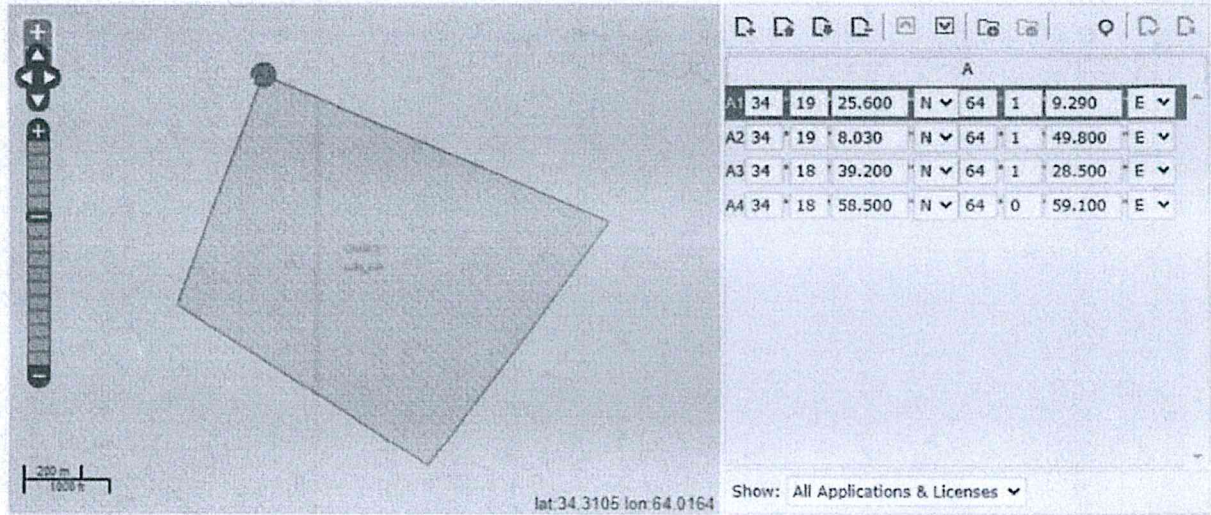 A
A1 34 ° 19 ' 25.600 " N 64 ° 1 ' 9.290 " E
A2 34 ° 19 ' 8.030 " N 64 ° 1 ' 49.800 " E
A3 34 ° 18 ' 39.200 " N 64 ° 1 ' 28.500 " E
A4 34 ° 18 ' 58.500 " N 64 ° 0 ' 59.100 " E
200 m
1000 ft
lat:34.3105 lon:64.0164
Show: All Applications & Licenses